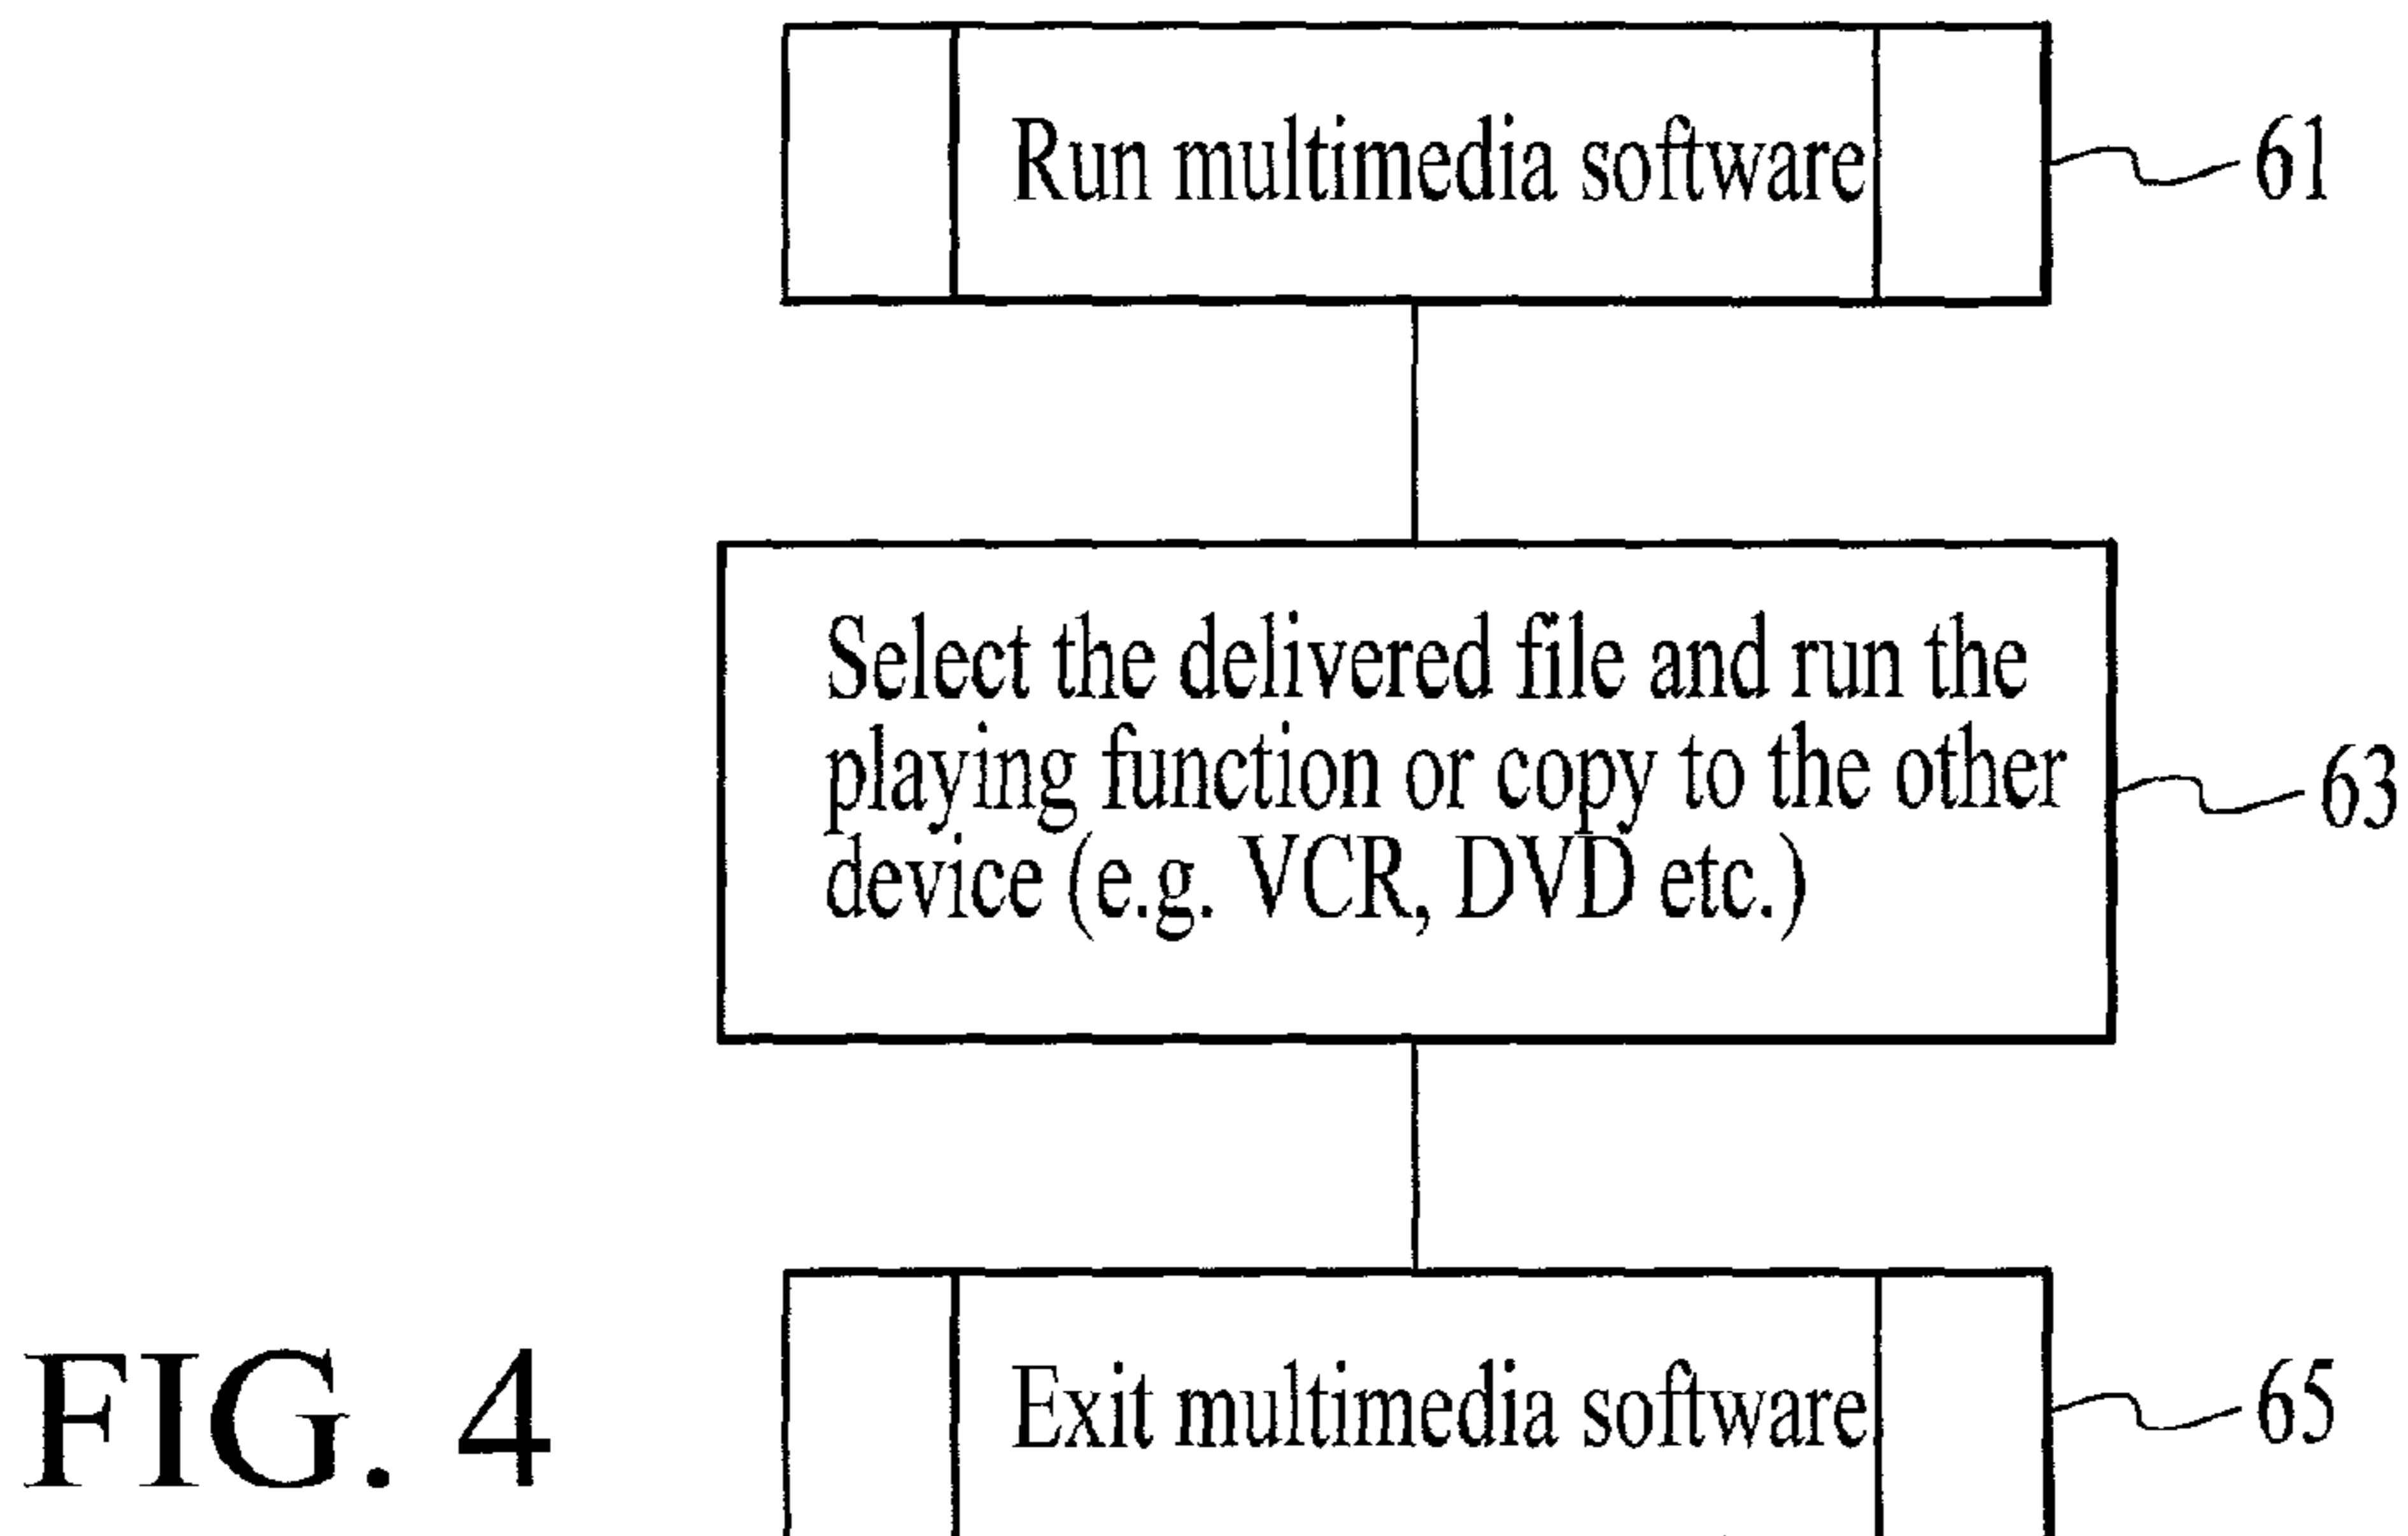 Run multimedia software
61
Select the delivered file and run the
playing function or copy to the other
device (e.g. VCR, DVD etc.)
63
Exit multimedia software
65
FIG. 4